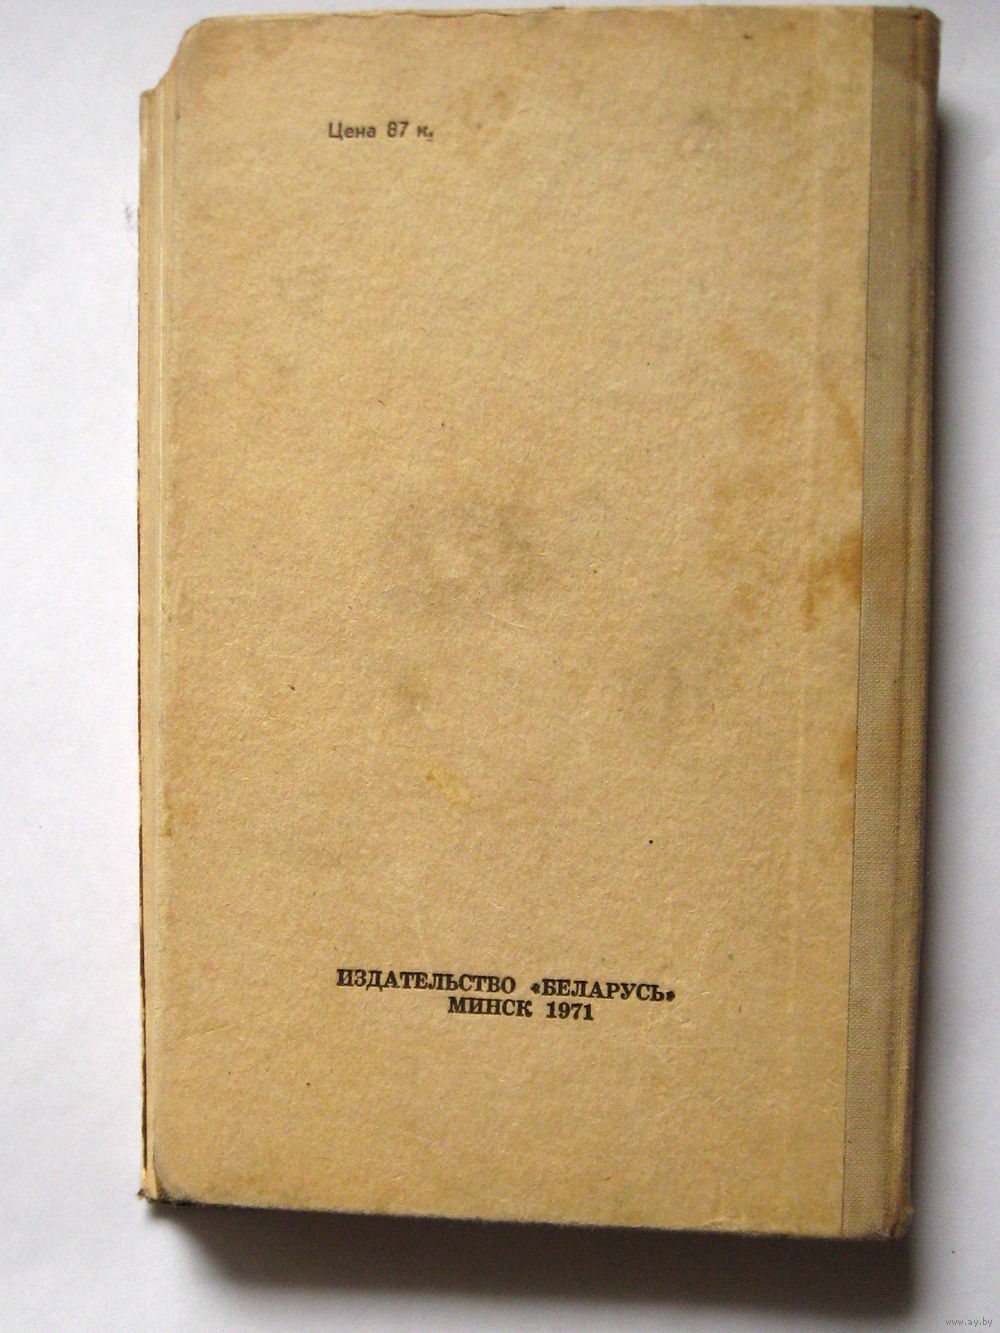 Цена 87 к.
ИЗДАТЕЛЬСТВО «БЕЛАРУСЬ»
МИНСК 1971
www.ay.by